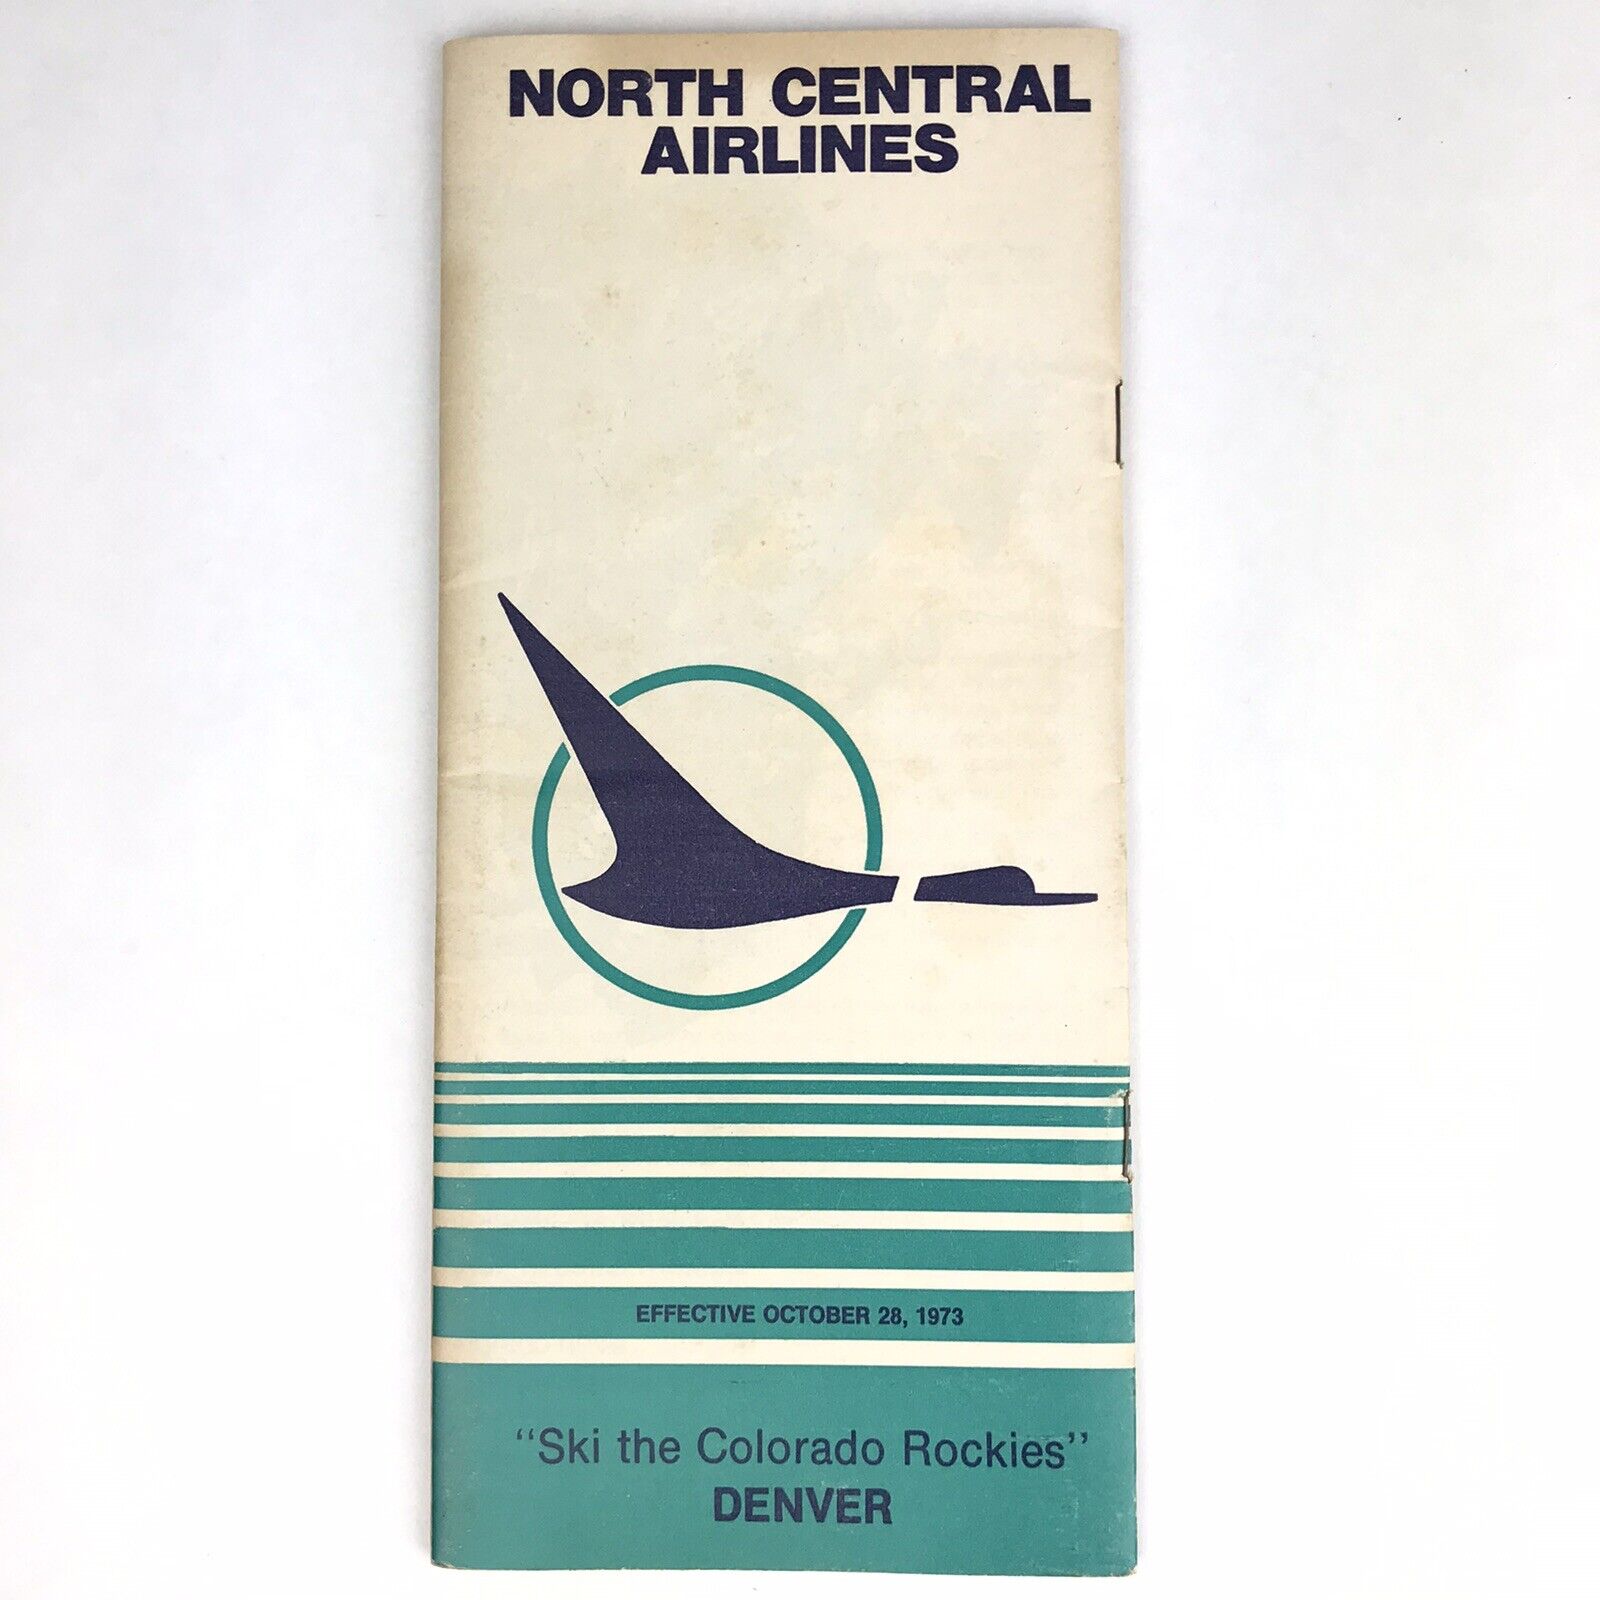 NORTH CENTRAL
AIRLINES
EFFECTIVE OCTOBER 28, 1973
"Ski the Colorado Rockies"
DENVER